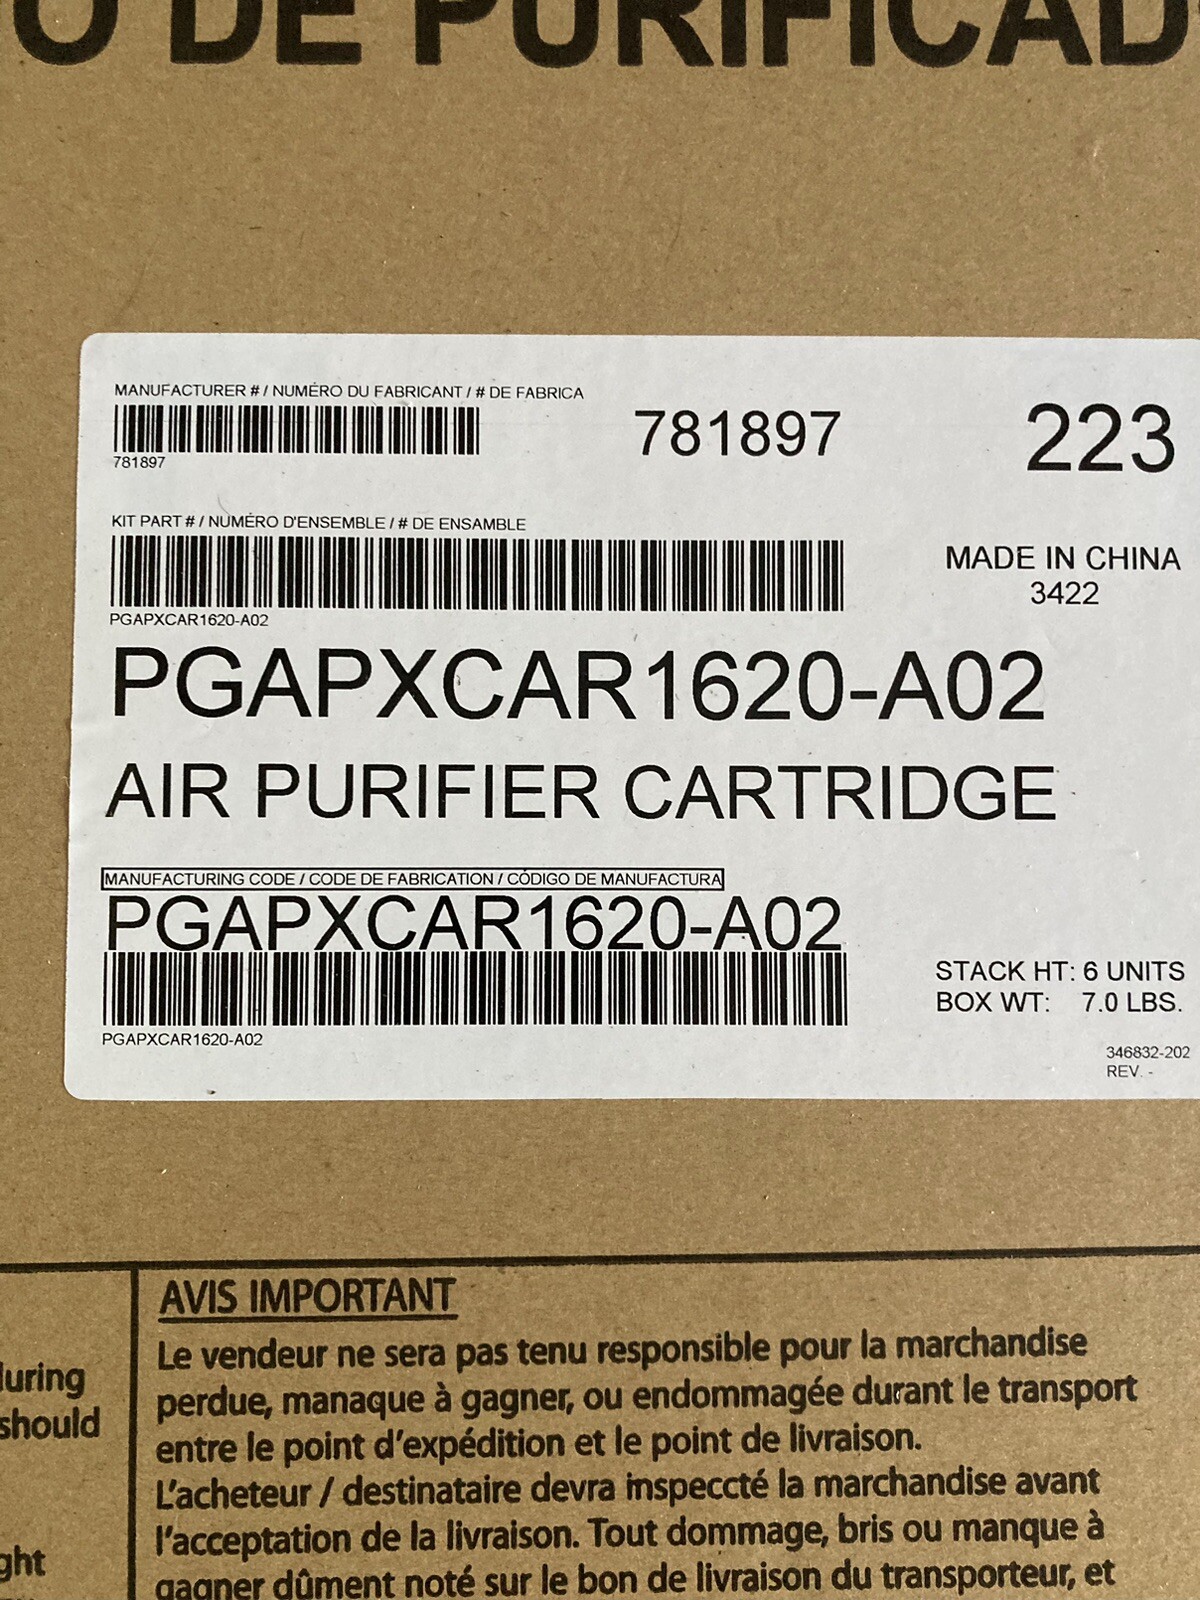 O DE PURIFICAD
MANUFACTURER # / NUMÉRO DU FABRICANT / # DE FABRICA
781897
781897
223
KIT PART # / NUMÉRO D'ENSEMBLE / # DE ENSAMBLE
PGAPXCAR1620-A02
MADE IN CHINA
3422
PGAPXCAR1620-A02
AIR PURIFIER CARTRIDGE
MANUFACTURING CODE / CODE DE FABRICATION / CÓDIGO DE MANUFACTURA
PGAPXCAR1620-A02
PGAPXCAR1620-A02
STACK HT: 6 UNITS
BOX WT: 7.0 LBS.
346832-202
REV. -
during
should
ght
AVIS IMPORTANT
Le vendeur ne sera pas tenu responsible pour la marchandise
perdue, manaque à gagner, ou endommagée durant le transport
entre le point d'expédition et le point de livraison.
L'acheteur / destinataire devra inspeccté la marchandise avant
l'acceptation de la livraison. Tout dommage, bris ou manque à
gagner dûment noté sur le bon de livraison du transporteur, et